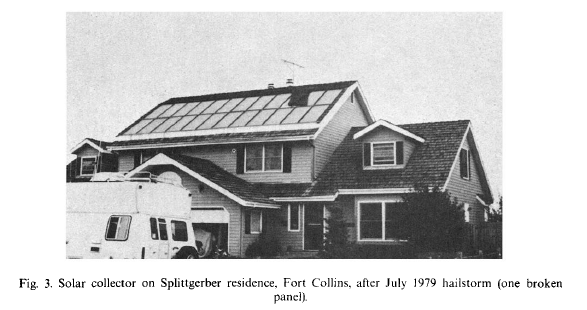 Fig. 3. Solar collector on Splittgerber residence, Fort Collins, after July 1979 hailstorm (one broken
panel).